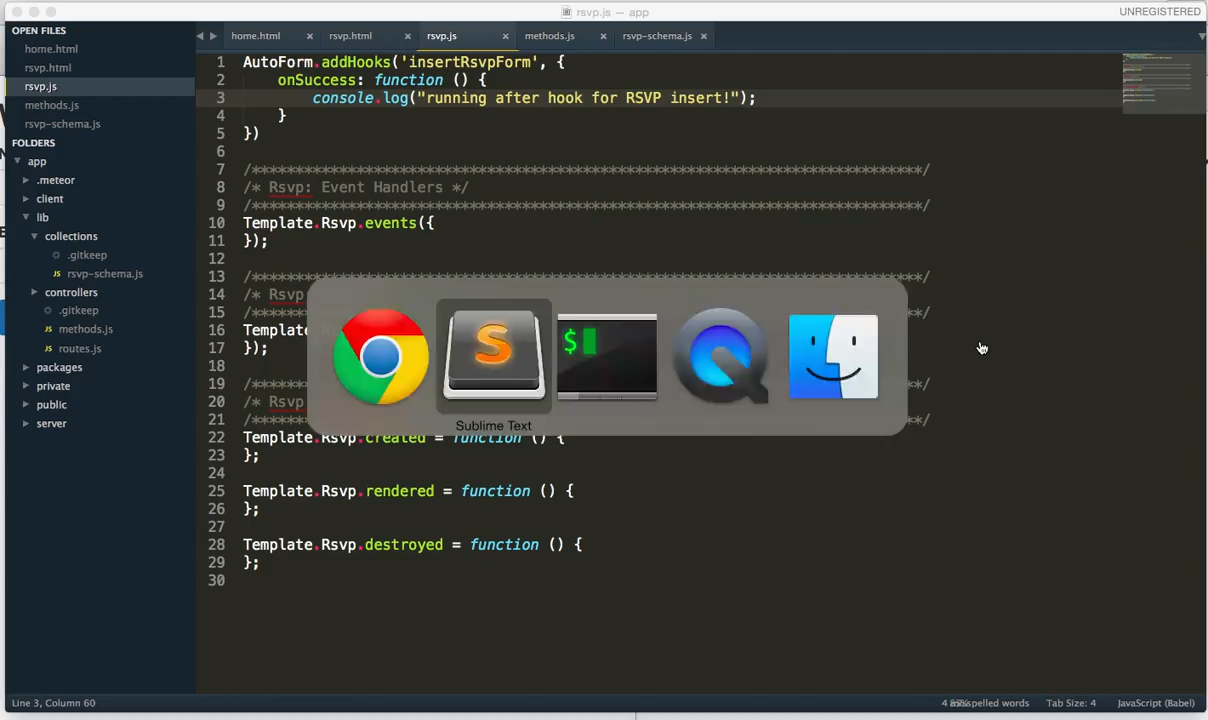 rsvp.js — app
UNREGISTERED
OPEN FILES
home.html
rsvp.html
rsvp.js
methods.js
rsvp-schema.js
FOLDERS
app
.meteor
client
lib
collections
.gitkeep
rsvp-schema.js
controllers
.gitkeep
methods.js
routes.js
packages
private
public
server
home.html × rsvp.html × rsvp.js × methods.js × rsvp-schema.js ×
1 AutoForm.addHooks('insertRsvpForm', {
2 onSuccess: function () {
3 console.log("running after hook for RSVP insert!");
4 }
5 })
6
7 /*****************************************************************************/
8 /* Rsvp: Event Handlers */
9 /*****************************************************************************/
10 Template.Rsvp.events({
11 });
12
13 /*****************************************************************************/
14 /* Rsvp
15 /*****************************************************************************/
16 Template.R
17 });
18
19 /*****************************************************************************/
20 /* Rsvp
21 /*****************************************************************************/
22 Template.Rsvp.created = function () {
23 };
24
25 Template.Rsvp.rendered = function () {
26 };
27
28 Template.Rsvp.destroyed = function () {
29 };
30
$
Sublime Text
Line 3, Column 60
misspelled words
Tab Size: 4
JavaScript (Babel)